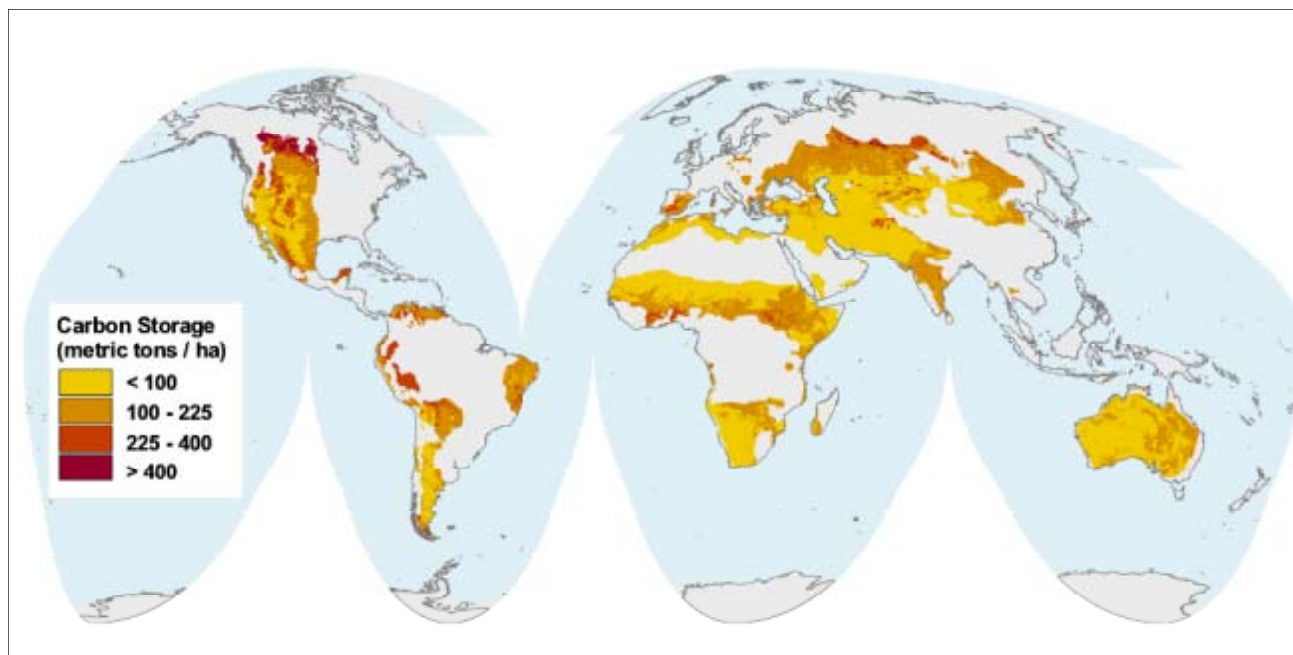 Carbon Storage
(metric tons / ha)
< 100
100 - 225
225 - 400
> 400